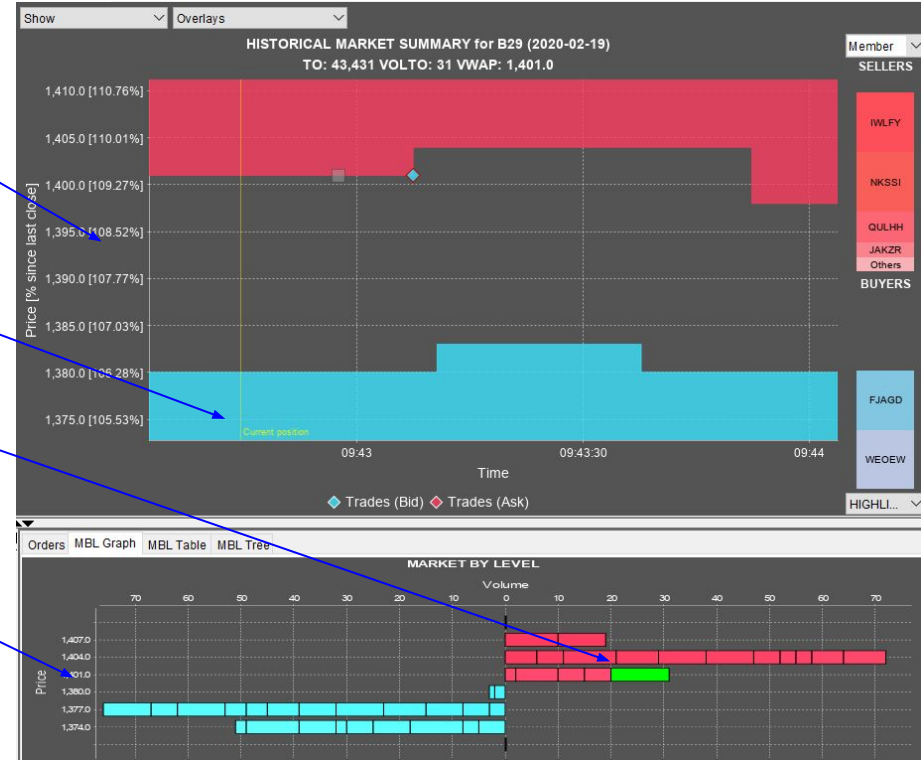 Show Overlays
HISTORICAL MARKET SUMMARY for B29 (2020-02-19)
TO: 43,431 VOLTO: 31 VWAP: 1,401.0
Member
SELLERS
IWLFY
NKSSI
QULHH
JAKZR
Others
BUYERS
FJAGD
WEOEW
HIGHLI...
Price [% since last close]
1,410.0 [110.76%]
1,405.0 [110.01%]
1,400.0 [109.27%]
1,395.0 [108.52%]
1,390.0 [107.77%]
1,385.0 [107.03%]
1,380.0 [106.28%]
1,375.0 [105.53%]
Current position
09:43 09:43:30 09:44
Time
Trades (Bid) Trades (Ask)
Orders MBL Graph MBL Table MBL Tree
MARKET BY LEVEL
Volume
70 60 50 40 30 20 10 0 10 20 30 40 50 60 70
Price
1,407.0
1,404.0
1,401.0
1,380.0
1,377.0
1,374.0